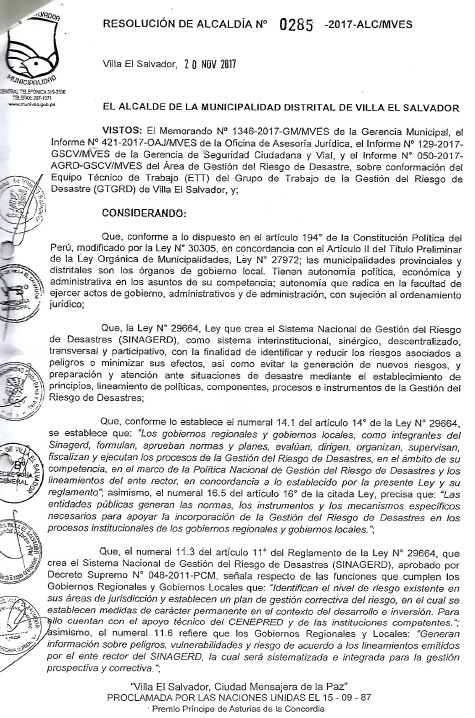 RESOLUCIÓN DE ALCALDÍA N° 0285 -2017-ALC/MVES
MUNICIPALIDAD
CENTRAL TELEFÓNICA 319-2530
TELEFAX: 287-1071
www.munives.gob.pe
Villa El Salvador, 20 NOV 2017
EL ALCALDE DE LA MUNICIPALIDAD DISTRITAL DE VILLA EL SALVADOR
VISTOS: El Memorando N° 1346-2017-GM/MVES de la Gerencia Municipal, el
Informe N° 421-2017-OAJ/MVES de la Oficina de Asesoría Jurídica, el Informe N° 129-2017-
GSCV/MVES de la Gerencia de Seguridad Ciudadana y Vial, y el Informe N° 050-2017-
AGRD-GSCV/MVES del Área de Gestión del Riesgo de Desastre, sobre conformación del
Equipo Técnico de Trabajo (ETT) del Grupo de Trabajo de la Gestión del Riesgo de
Desastre (GTGRD) de Villa El Salvador, y;
CONSIDERANDO:
Que, conforme a lo dispuesto en el artículo 194° de la Constitución Política del
Perú, modificado por la Ley N° 30305, en concordancia con el Artículo II del Título Preliminar
de la Ley Orgánica de Municipalidades, Ley N° 27972; las municipalidades provinciales y
distritales son los órganos de gobierno local. Tienen autonomía política, económica y
administrativa en los asuntos de su competencia; autonomía que radica en la facultad de
ejercer actos de gobierno, administrativos y de administración, con sujeción al ordenamiento
jurídico;
Que, la Ley N° 29664, Ley que crea el Sistema Nacional de Gestión del Riesgo
de Desastres (SINAGERD), como sistema interinstitucional, sinérgico, descentralizado,
transversal y participativo, con la finalidad de identificar y reducir los riesgos asociados a
peligros o minimizar sus efectos, así como evitar la generación de nuevos riesgos, y
preparación y atención ante situaciones de desastre mediante el establecimiento de
principios, lineamiento de políticas, componentes, procesos e instrumentos de la Gestión del
Riesgo de Desastres;
Que, conforme lo establece el numeral 14.1 del artículo 14° de la Ley N° 29664,
se establece que: "Los gobiernos regionales y gobiernos locales, como integrantes del
Sinagerd, formulan, aprueban normas y planes, evalúan, dirigen, organizan, supervisan,
fiscalizan y ejecutan los procesos de la Gestión del Riesgo de Desastres, en el ámbito de su
competencia, en el marco de la Política Nacional de Gestión del Riesgo de Desastres y los
lineamientos del ente rector, en concordancia a lo establecido por la presente Ley y su
reglamento"; asimismo, el numeral 16.5 del artículo 16° de la citada Ley, precisa que: "Las
entidades públicas generan las normas, los instrumentos y los mecanismos específicos
necesarios para apoyar la incorporación de la Gestión del Riesgo de Desastres en los
procesos institucionales de los gobiernos regionales y gobiernos locales.";
Que, el numeral 11.3 del artículo 11° del Reglamento de la Ley N° 29664, que
crea el Sistema Nacional de Gestión del Riesgo de Desastres (SINAGERD), aprobado por
Decreto Supremo N° 048-2011-PCM, señala respecto de las funciones que cumplen los
Gobiernos Regionales y Gobiernos Locales que: "Identifican el nivel de riesgo existente en
sus áreas de jurisdicción y establecen un plan de gestión correctiva del riesgo, en el cual se
establecen medidas de carácter permanente en el contexto del desarrollo e inversión. Para
ello cuentan con el apoyo técnico del CENEPRED y de las instituciones competentes.";
asimismo, el numeral 11.6 refiere que los Gobiernos Regionales y Locales: "Generan
información sobre peligros, vulnerabilidades y riesgo de acuerdo a los lineamientos emitidos
por el ente rector del SINAGERD, la cual será sistematizada e integrada para la gestión
prospectiva y correctiva.";
"Villa El Salvador, Ciudad Mensajera de la Paz"
PROCLAMADA POR LAS NACIONES UNIDAS EL 15 - 09 - 87
Premio Príncipe de Asturias de la Concordia